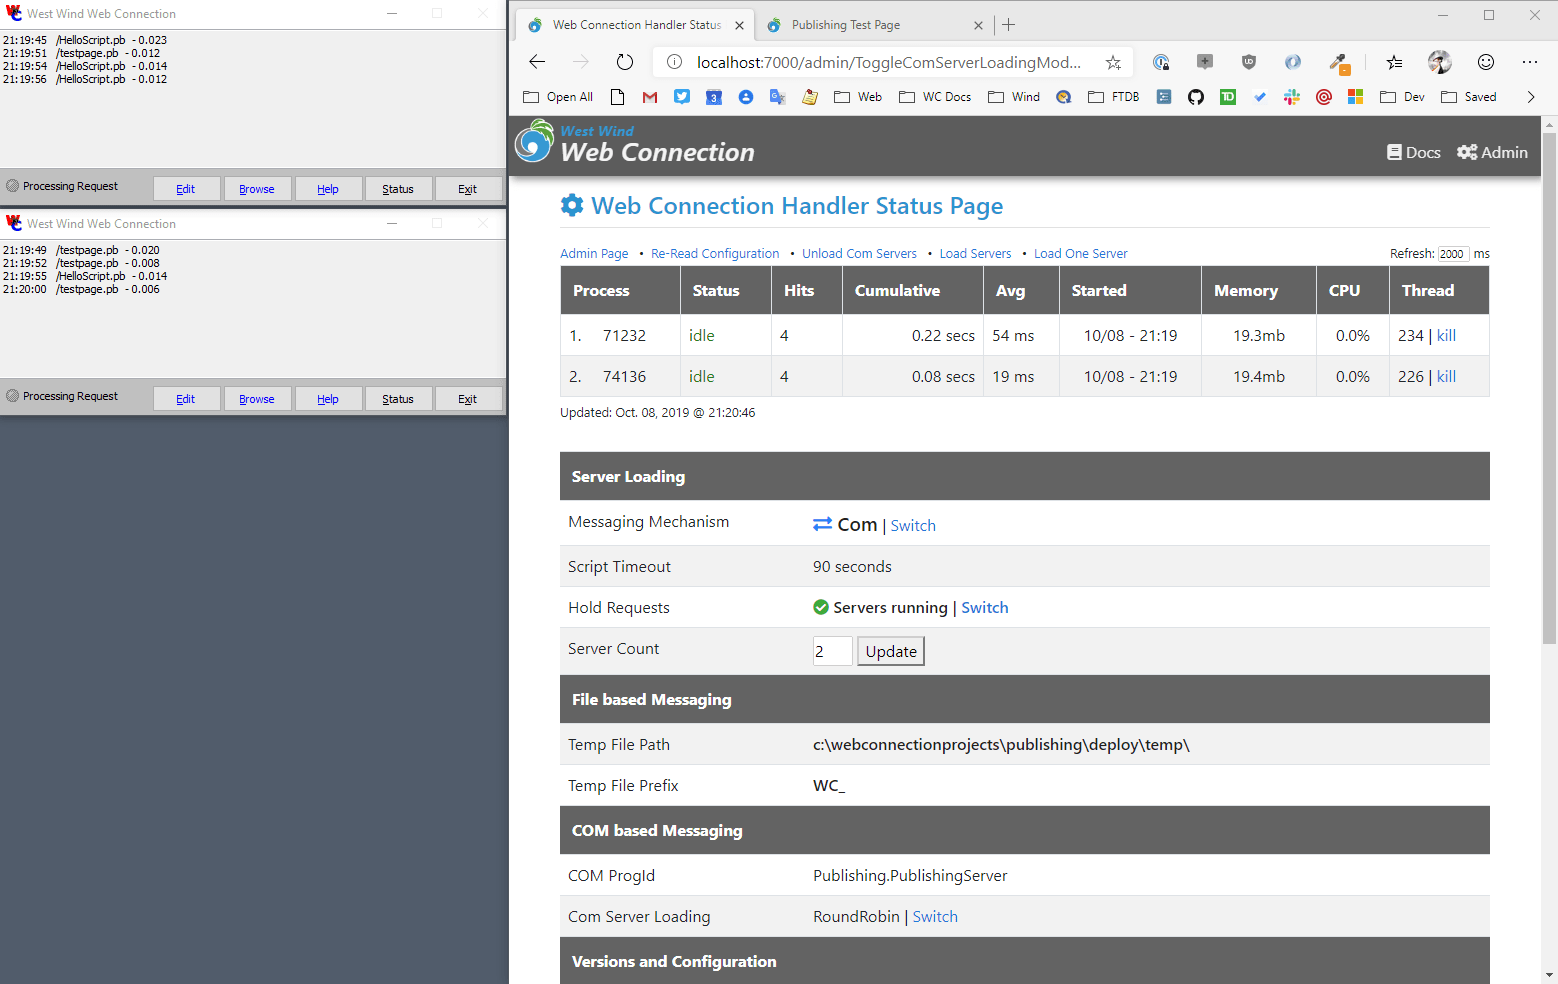 West Wind Web Connection
21:19:45 /HelloScript.pb - 0.023
21:19:51 /testpage.pb - 0.012
21:19:54 /HelloScript.pb - 0.014
21:19:56 /HelloScript.pb - 0.012
Processing Request Edit Browse Help Status Exit
West Wind Web Connection
21:19:49 /testpage.pb - 0.020
21:19:52 /testpage.pb - 0.008
21:19:55 /HelloScript.pb - 0.014
21:20:00 /testpage.pb - 0.006
Processing Request Edit Browse Help Status Exit
Web Connection Handler Status Publishing Test Page
localhost:7000/admin/ToggleComServerLoadingMod...
Open All 3 Web WC Docs Wind FTDB TD Dev Saved
West Wind
Web Connection
Docs Admin
Web Connection Handler Status Page
Admin Page • Re-Read Configuration • Unload Com Servers • Load Servers • Load One Server Refresh: 2000 ms
Process Status Hits Cumulative Avg Started Memory CPU Thread
1. 71232 idle 4 0.22 secs 54 ms 10/08 - 21:19 19.3mb 0.0% 234 | kill
2. 74136 idle 4 0.08 secs 19 ms 10/08 - 21:19 19.4mb 0.0% 226 | kill
Updated: Oct. 08, 2019 @ 21:20:46
Server Loading
Messaging Mechanism Com | Switch
Script Timeout 90 seconds
Hold Requests Servers running | Switch
Server Count 2 Update
File based Messaging
Temp File Path c:\webconnectionprojects\publishing\deploy\temp\
Temp File Prefix WC_
COM based Messaging
COM ProgId Publishing.PublishingServer
Com Server Loading RoundRobin | Switch
Versions and Configuration